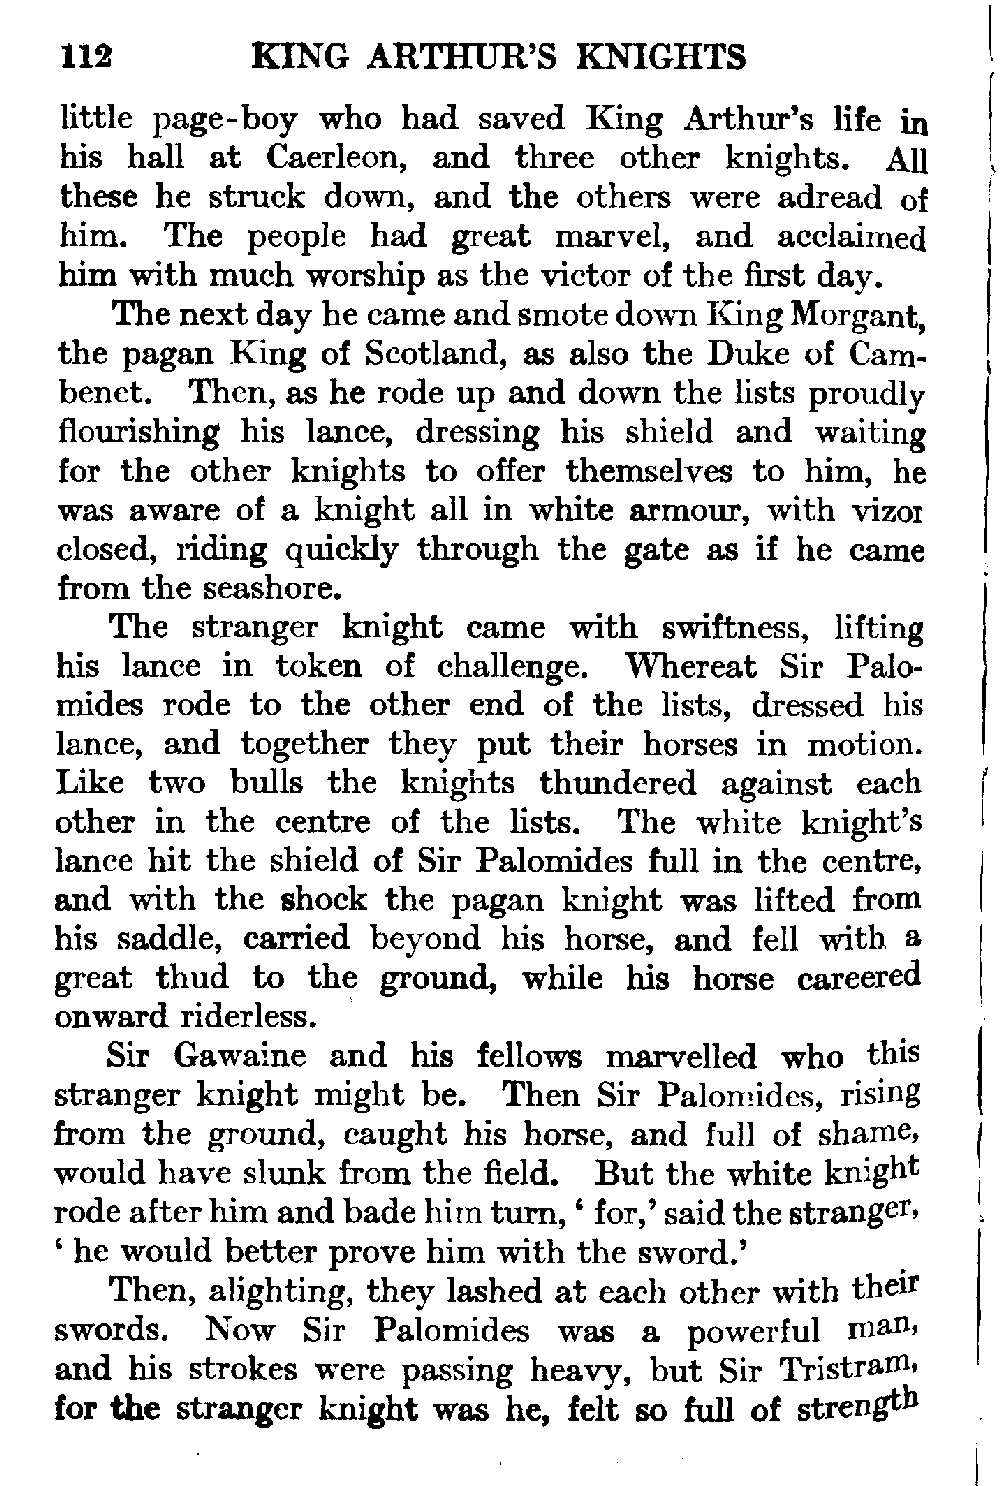 112 KING ARTHUR'S KNIGHTS
little page-boy who had saved King Arthur's life in
his hall at Caerleon, and three other knights. All
these he struck down, and the others were adread of
him. The people had great marvel, and acclaimed
him with much worship as the victor of the first day.
The next day he came and smote down King Morgant,
the pagan King of Scotland, as also the Duke of Cam-
benet. Then, as he rode up and down the lists proudly
flourishing his lance, dressing his shield and waiting
for the other knights to offer themselves to him, he
was aware of a knight all in white armour, with vizor
closed, riding quickly through the gate as if he came
from the seashore.
The stranger knight came with swiftness, lifting
his lance in token of challenge. Whereat Sir Palo-
mides rode to the other end of the lists, dressed his
lance, and together they put their horses in motion.
Like two bulls the knights thundered against each
other in the centre of the lists. The white knight's
lance hit the shield of Sir Palomides full in the centre,
and with the shock the pagan knight was lifted from
his saddle, carried beyond his horse, and fell with a
great thud to the ground, while his horse careered
onward riderless.
Sir Gawaine and his fellows marvelled who this
stranger knight might be. Then Sir Palomides, rising
from the ground, caught his horse, and full of shame,
would have slunk from the field. But the white knight
rode after him and bade him turn, ‘ for,’ said the stranger,
‘ he would better prove him with the sword.’
Then, alighting, they lashed at each other with their
swords. Now Sir Palomides was a powerful man,
and his strokes were passing heavy, but Sir Tristram,
for the stranger knight was he, felt so full of strength